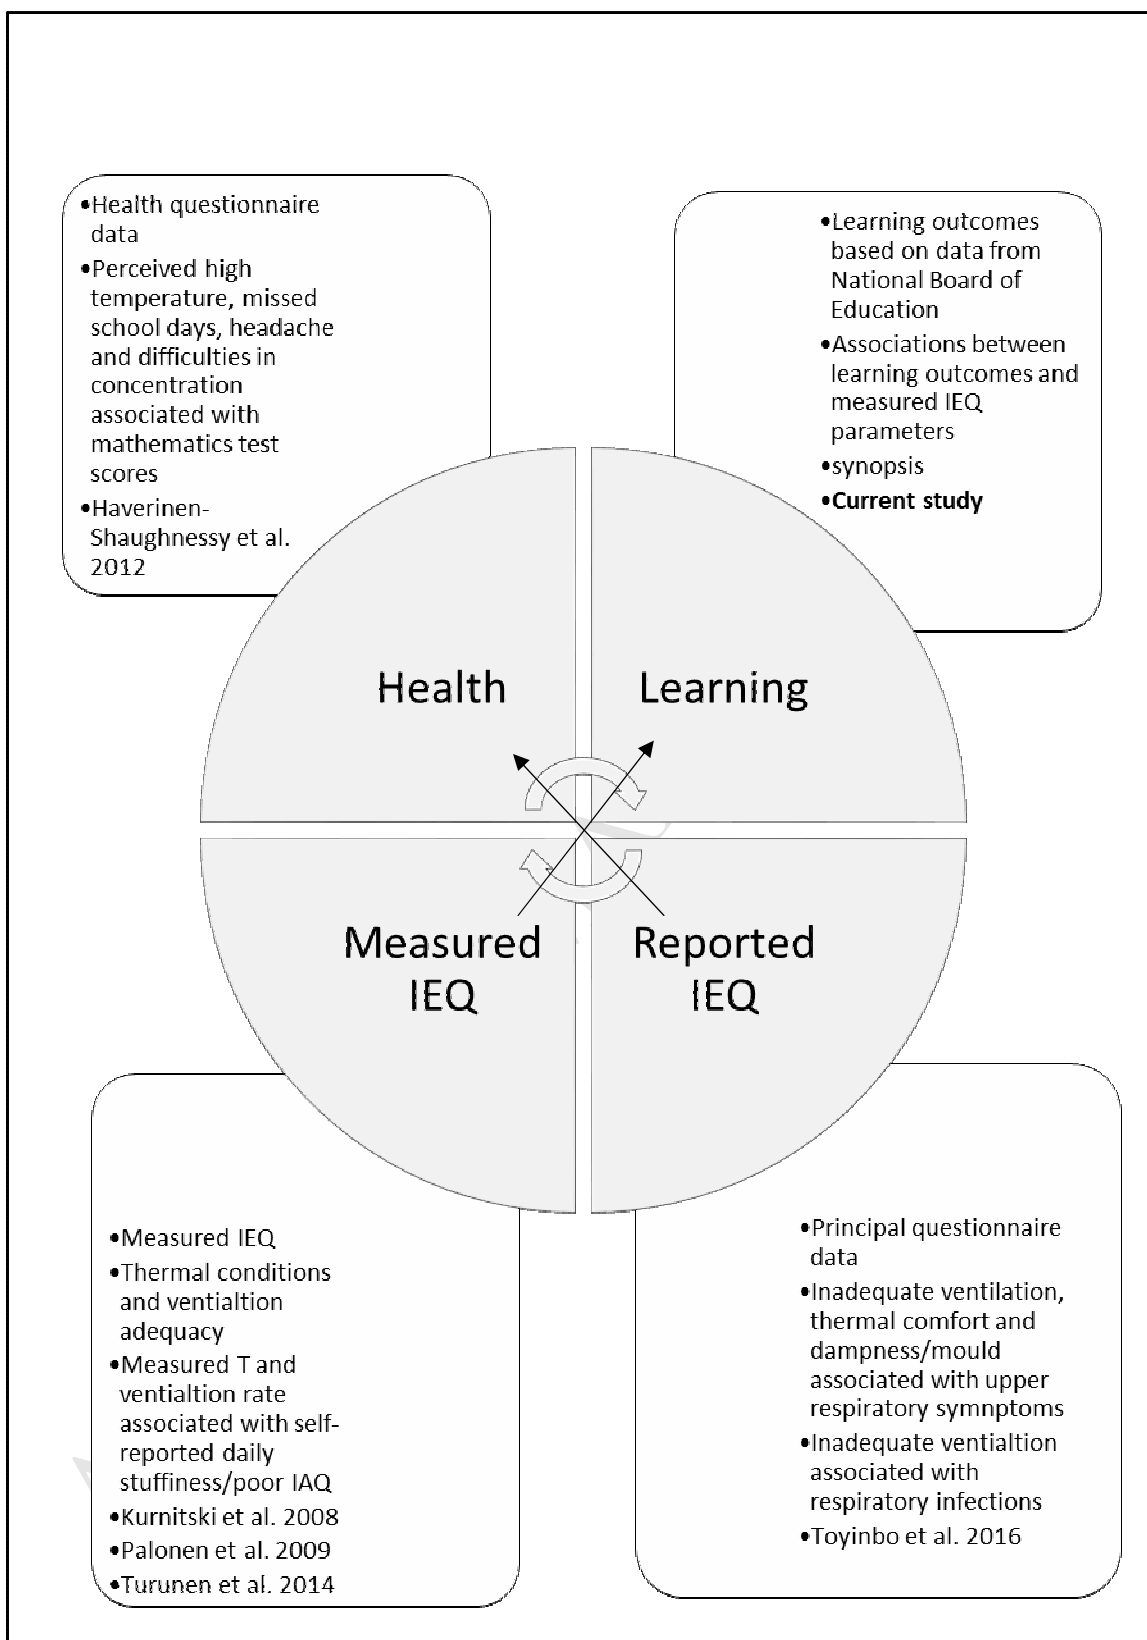 •Health questionnaire
data
•Perceived high
temperature, missed
school days, headache
and difficulties in
concentration
associated with
mathematics test
scores
•Haverinen-
Shaughnessy et al.
2012
•Learning outcomes
based on data from
National Board of
Education
•Associations between
learning outcomes and
measured IEQ
parameters
•synopsis
•Current study
Health
Learning
Measured
IEQ
Reported
IEQ
•Measured IEQ
•Thermal conditions
and ventialtion
adequacy
•Measured T and
ventialtion rate
associated with self-
reported daily
stuffiness/poor IAQ
•Kurnitski et al. 2008
•Palonen et al. 2009
•Turunen et al. 2014
•Principal questionnaire
data
•Inadequate ventilation,
thermal comfort and
dampness/mould
associated with upper
respiratory symnptoms
•Inadequate ventialtion
associated with
respiratory infections
•Toyinbo et al. 2016